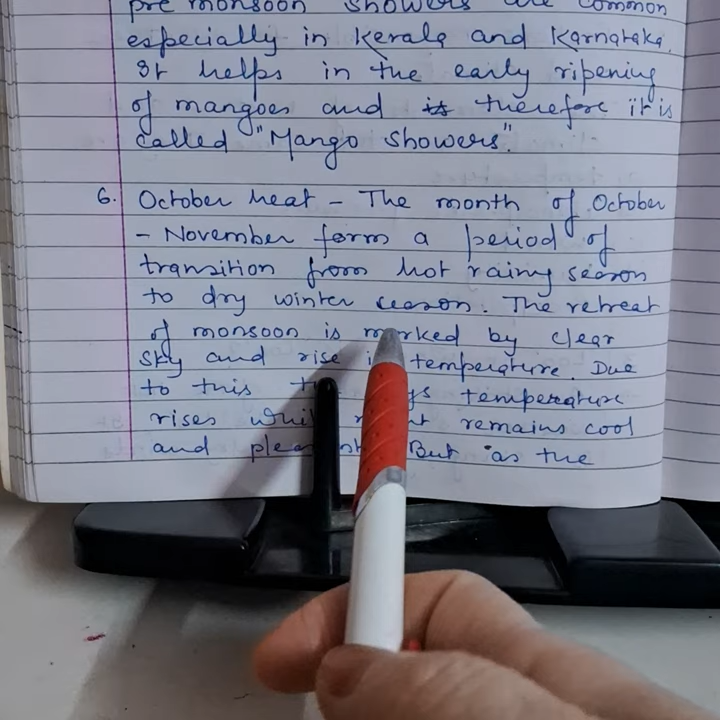 pre monsoon showers are common
especially in Kerala and Karnataka.
It helps in the early ripening
of mangoes and therefore it is
called "Mango Showers".
6. October heat - The month of October
- November form a period of
transition from hot rainy season
to dry winter season. The retreat
of monsoon is marked by clear
sky and rise temperature. Due
to this temperature
rises remains cool
and But as the